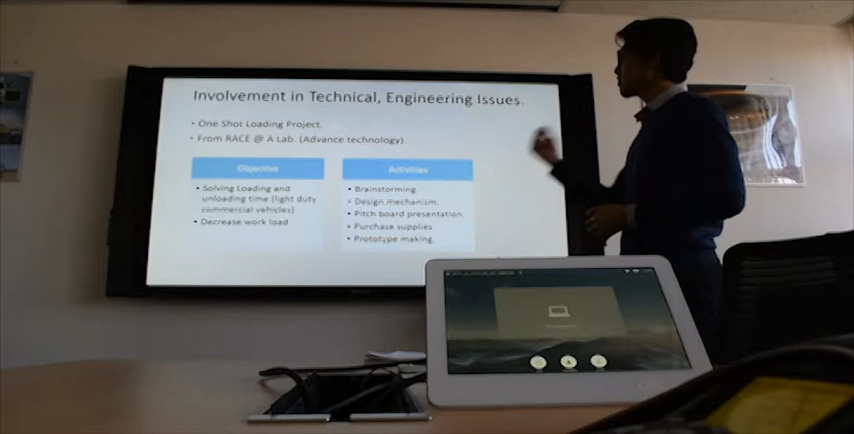 Involvement in Technical, Engineering Issues.
• One Shot Loading Project.
• From RACE @ A Lab. (Advance technology).
Objective
• Solving Loading and
unloading time (light duty
commercial vehicles)
• Decrease work load
Activities
• Brainstorming.
• Design mechanism.
• Pitch board presentation
• Purchase supplies
• Prototype making.